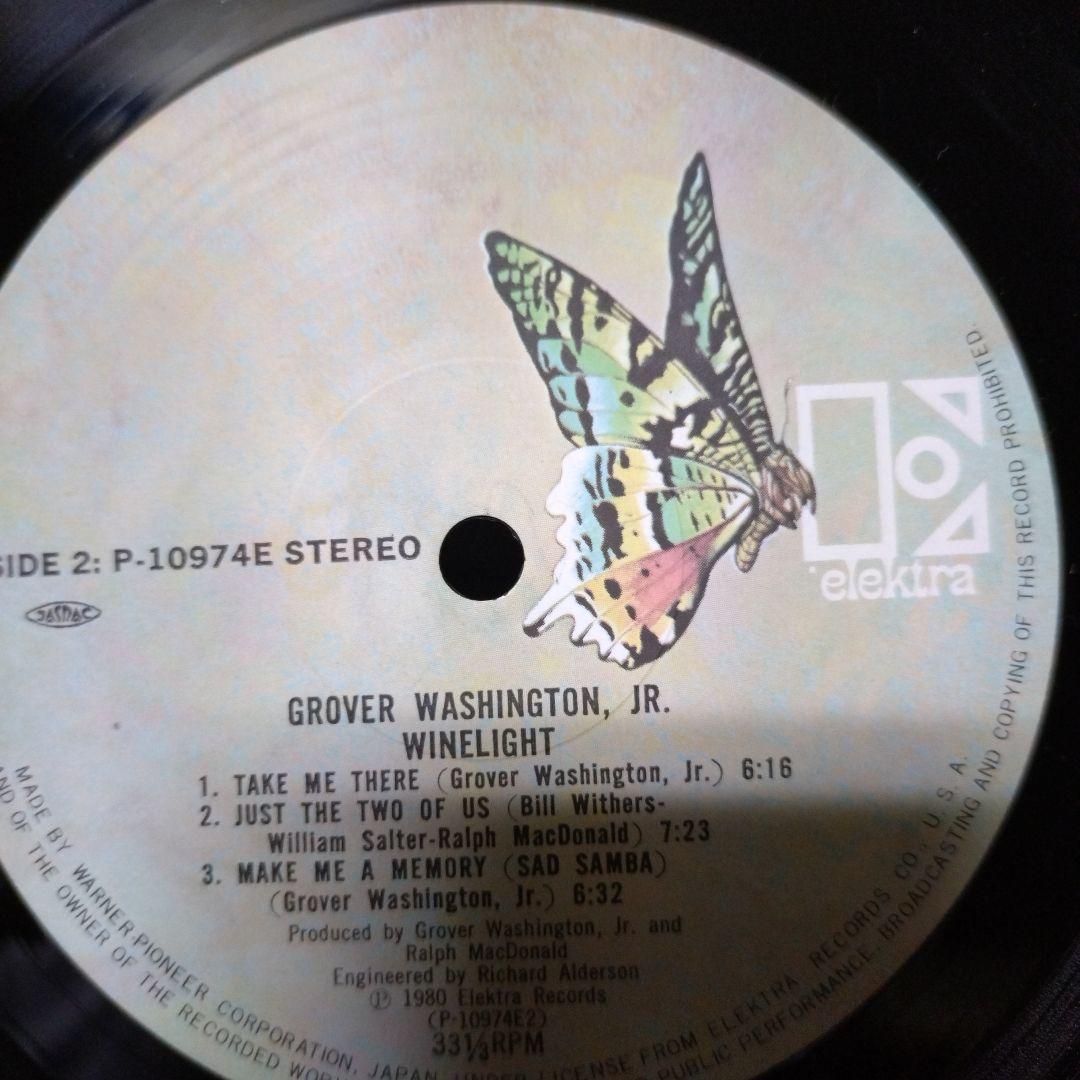 SIDE 2: P-10974E STEREO
JASRAC
elektra
GROVER WASHINGTON, JR.
WINELIGHT
1. TAKE ME THERE (Grover Washington, Jr.) 6:16
2. JUST THE TWO OF US (Bill Withers-
William Salter-Ralph MacDonald) 7:23
3. MAKE ME A MEMORY (SAD SAMBA)
(Grover Washington, Jr.) 6:32
Produced by Grover Washington, Jr. and
Ralph MacDonald
Engineered by Richard Alderson
Ⓟ 1980 Elektra Records
(P-10974E2)
33⅓RPM
MADE BY WARNER-PIONEER CORPORATION, JAPAN, UNDER LICENSE FROM ELEKTRA RECORDS CO., U. S. A.
AND OF THE OWNER OF THE RECORDED PUBLIC PERFORMANCE, BROADCASTING AND COPYING OF THIS RECORD PROHIBITED.